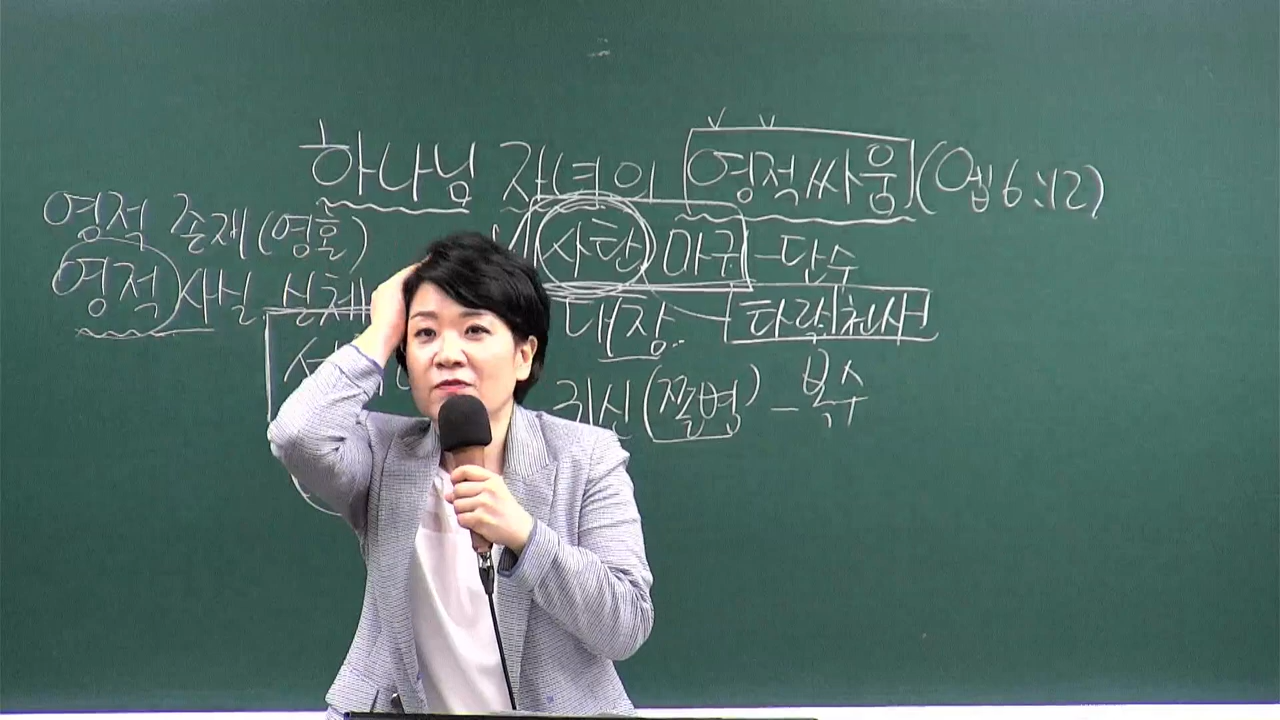 하나님 자녀의 영적싸움(엡6:12)
영적 존재(영혼)
사단 마귀-단수
영적 사실 실체
대장 타락천사
귀신(쫄병)-복수